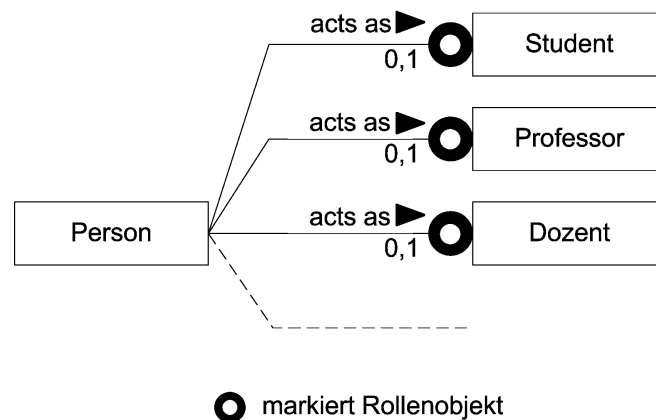 acts as
0,1
Student
acts as
0,1
Professor
Person
acts as
0,1
Dozent
markiert Rollenobjekt